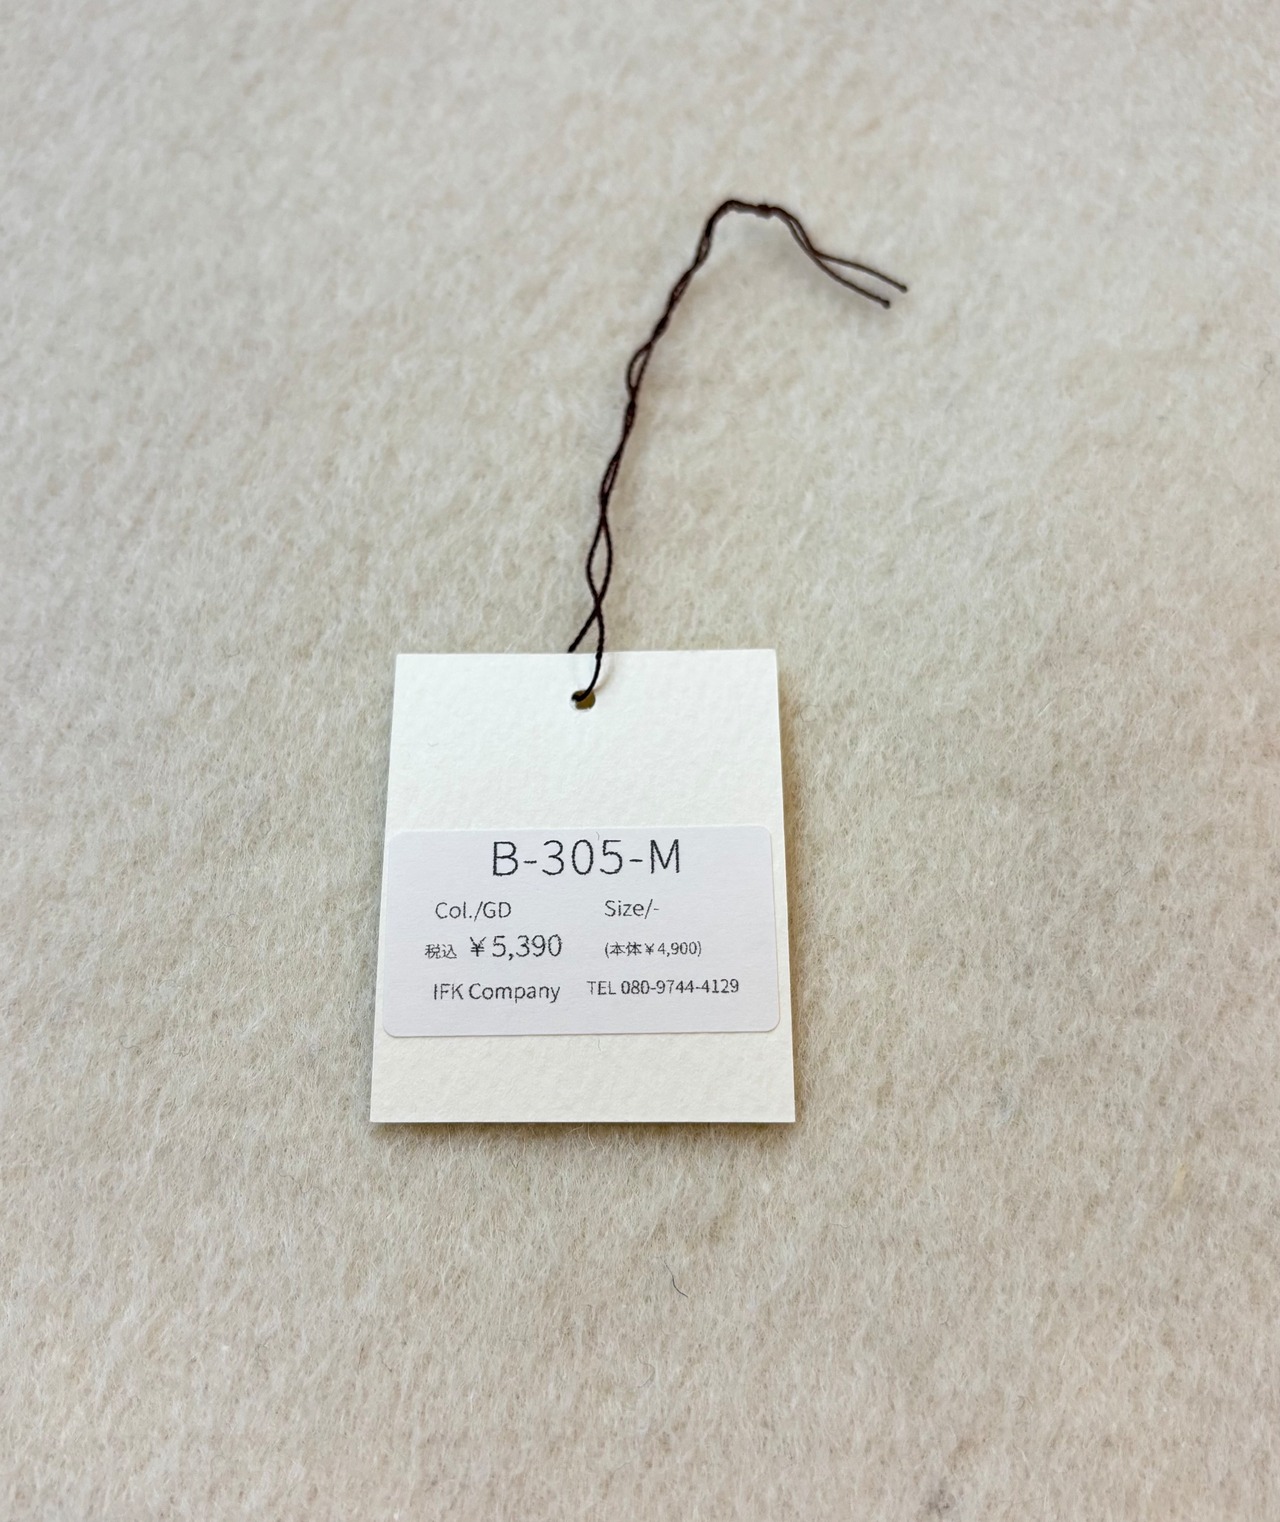 B-305-M
Col./GD Size/-
税込 ¥5,390 (本体¥4,900)
IFK Company TEL 080-9744-4129